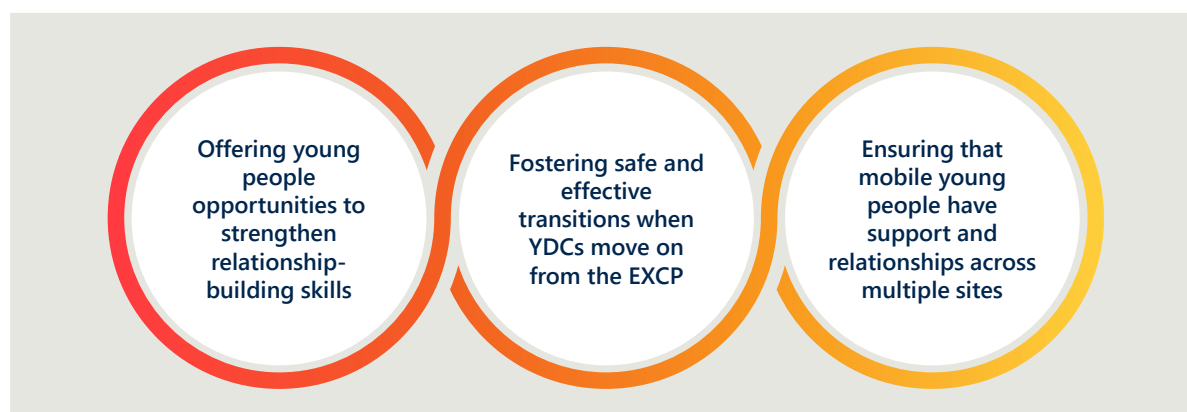 Offering young
people
opportunities to
strengthen
relationship-
building skills
Fostering safe and
effective
transitions when
YDCs move on
from the EXCP
Ensuring that
mobile young
people have
support and
relationships across
multiple sites